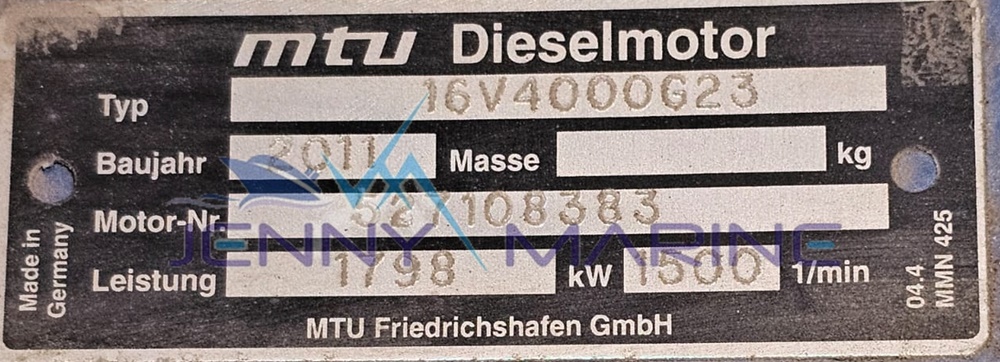 mtu Dieselmotor
Typ 16V4000G23
Baujahr 2011 Masse kg
Motor-Nr. 527108383
JENNY MARINE
Leistung 1798 kW 1500 1/min
MTU Friedrichshafen GmbH
Made in
Germany
04.4.
MMN 425